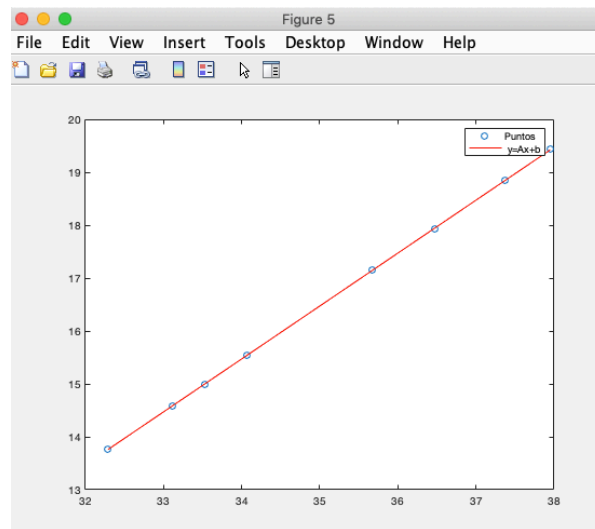 Figure 5
File Edit View Insert Tools Desktop Window Help
20
19
18
17
16
15
14
13
32 33 34 35 36 37 38
Puntos
y=Ax+b